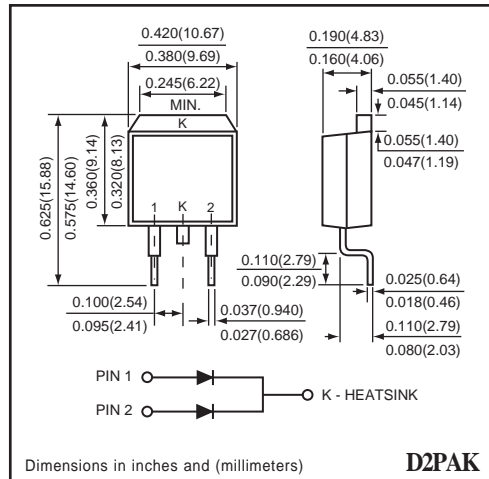 0.420(10.67)
0.380(9.69)
0.245(6.22)
MIN.
K
0.190(4.83)
0.160(4.06)
0.055(1.40)
0.045(1.14)
0.055(1.40)
0.047(1.19)
0.625(15.88)
0.575(14.60)
0.360(9.14)
0.320(8.13)
1 K 2
0.110(2.79)
0.090(2.29)
0.025(0.64)
0.018(0.46)
0.100(2.54)
0.095(2.41)
0.037(0.940)
0.027(0.686)
0.110(2.79)
0.080(2.03)
PIN 1
PIN 2
K - HEATSINK
Dimensions in inches and (millimeters)
D2PAK